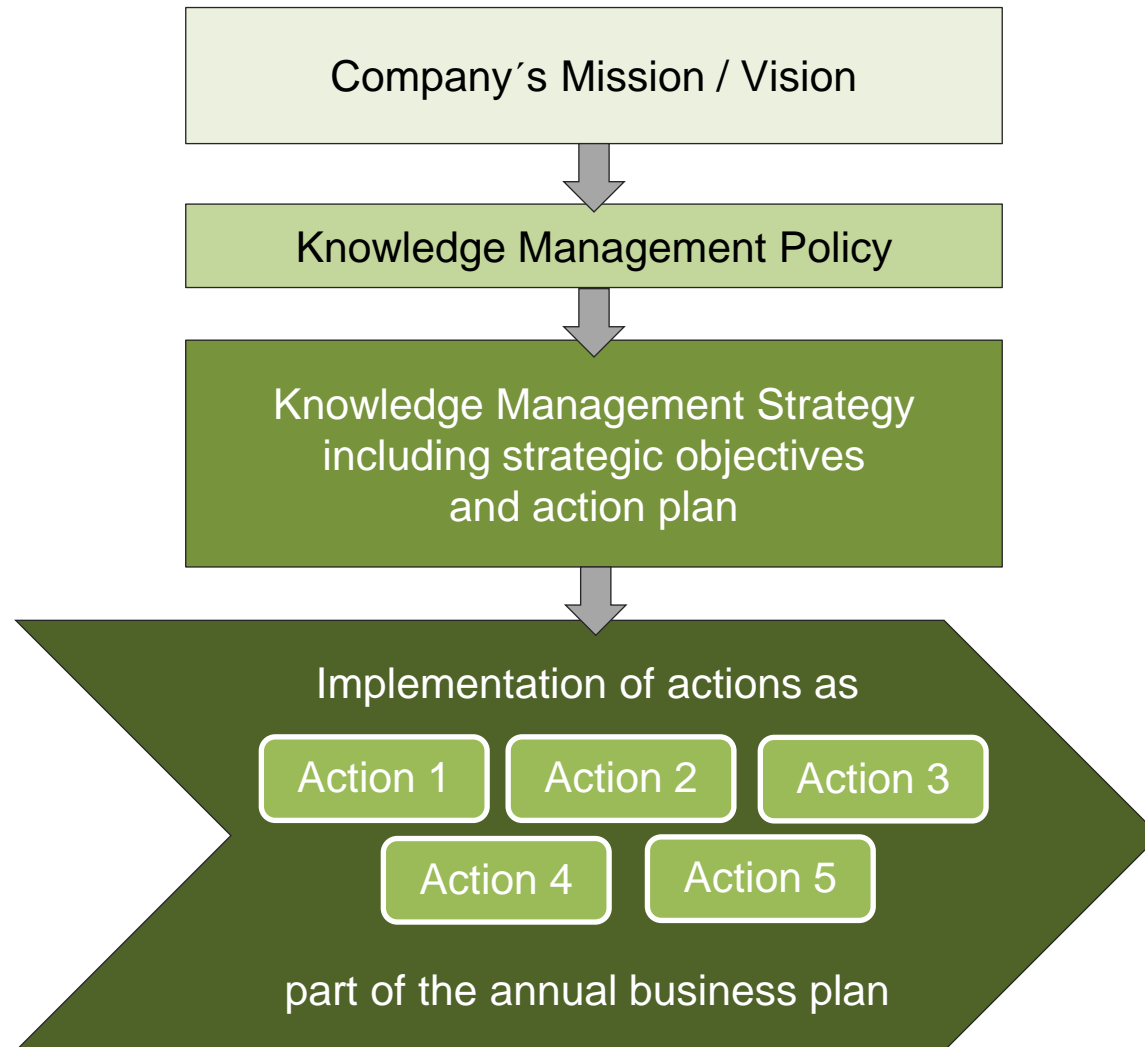 Company´s Mission / Vision
Knowledge Management Policy
Knowledge Management Strategy
including strategic objectives
and action plan
Implementation of actions as
Action 1
Action 2
Action 3
Action 4
Action 5
part of the annual business plan